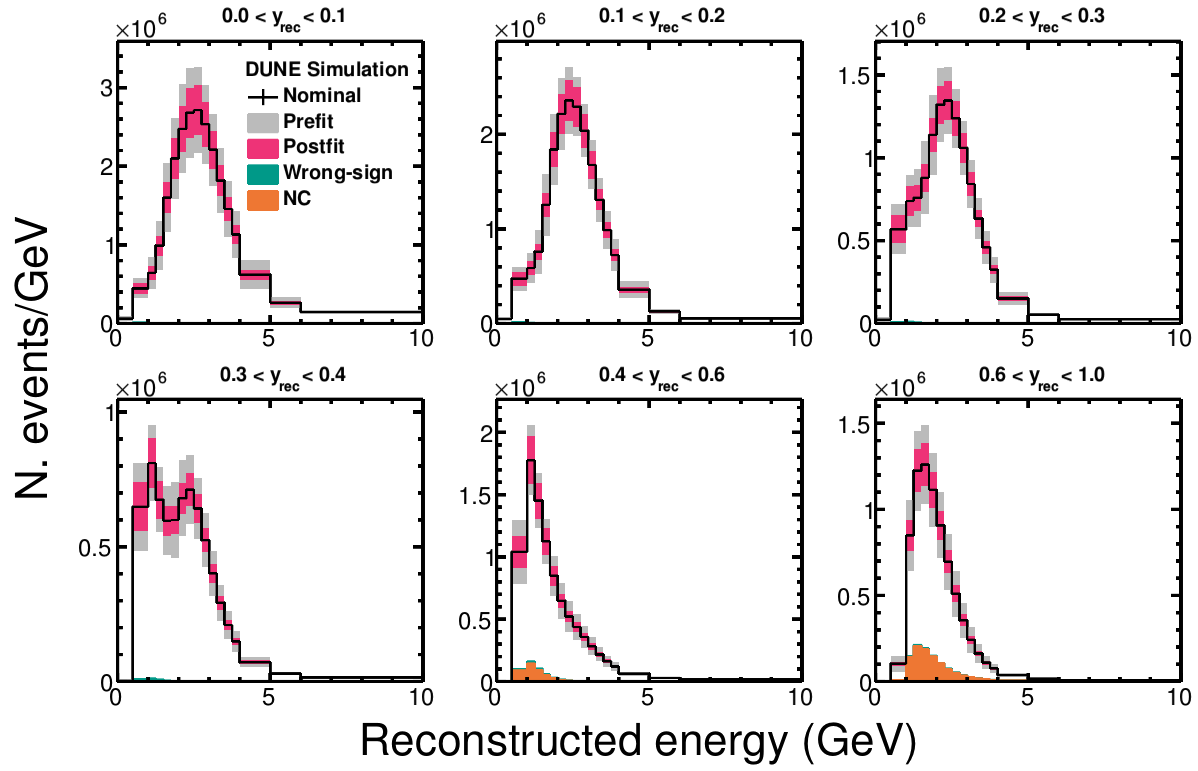 ×10⁶ 0.0 < y_rec < 0.1
3
2
1
0
0 5 10
DUNE Simulation
Nominal
Prefit
Postfit
Wrong-sign
NC
×10⁶ 0.1 < y_rec < 0.2
2
1
0
0 5 10
×10⁶ 0.2 < y_rec < 0.3
1.5
1
0.5
0
0 5 10
N. events/GeV
×10⁶ 0.3 < y_rec < 0.4
1
0.5
0
0 5 10
×10⁶ 0.4 < y_rec < 0.6
2
1.5
1
0.5
0
0 5 10
×10⁶ 0.6 < y_rec < 1.0
1.5
1
0.5
0
0 5 10
Reconstructed energy (GeV)